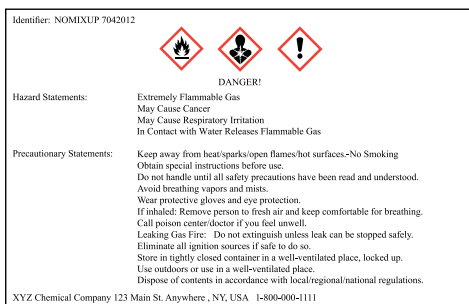 Identifier: NOMIXUP 7042012
DANGER!
Hazard Statements: Extremely Flammable Gas
May Cause Cancer
May Cause Respiratory Irritation
In Contact with Water Releases Flammable Gas
Precautionary Statements: Keep away from heat/sparks/open flames/hot surfaces.-No Smoking
Obtain special instructions before use.
Do not handle until all safety precautions have been read and understood.
Avoid breathing vapors and mists.
Wear protective gloves and eye protection.
If inhaled: Remove person to fresh air and keep comfortable for breathing.
Call poison center/doctor if you feel unwell.
Leaking Gas Fire: Do not extinguish unless leak can be stopped safely.
Eliminate all ignition sources if safe to do so.
Store in tightly closed container in a well-ventilated place, locked up.
Use outdoors or use in a well-ventilated place.
Dispose of contents in accordance with local/regional/national regulations.
XYZ Chemical Company 123 Main St. Anywhere , NY, USA 1-800-000-1111